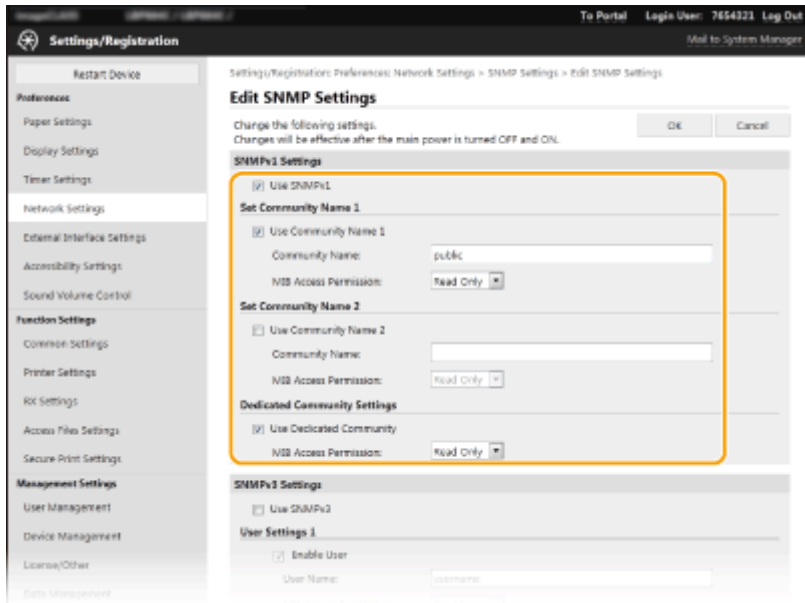 To Portal Login User: 7654321 Log Out
Settings/Registration
Mail to System Manager
Restart Device
Preferences
Paper Settings
Display Settings
Timer Settings
Network Settings
External Interface Settings
Accessibility Settings
Sound Volume Control
Function Settings
Common Settings
Printer Settings
RX Settings
Access Files Settings
Secure Print Settings
Management Settings
User Management
Device Management
License/Other
Data Management
Settings/Registration: Preferences: Network Settings > SNMP Settings > Edit SNMP Settings
Edit SNMP Settings
Change the following settings.
Changes will be effective after the main power is turned OFF and ON.
OK Cancel
SNMPv1 Settings
Use SNMPv1
Set Community Name 1
Use Community Name 1
Community Name: public
MIB Access Permission: Read Only
Set Community Name 2
Use Community Name 2
Community Name:
MIB Access Permission: Read Only
Dedicated Community Settings
Use Dedicated Community
MIB Access Permission: Read Only
SNMPv3 Settings
Use SNMPv3
User Settings 1
Enable User
User Name: username